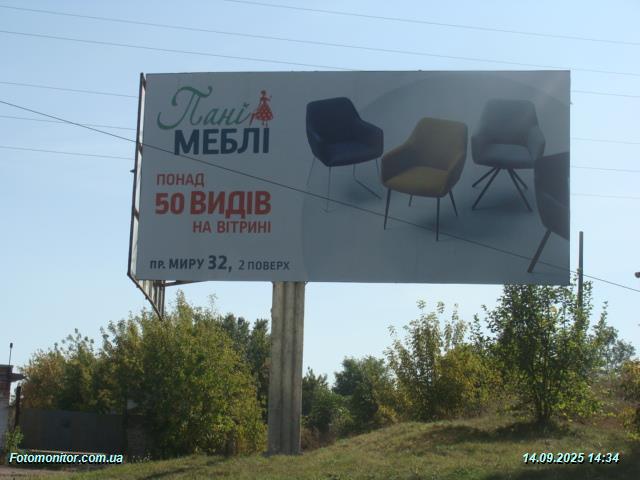 Пані
МЕБЛІ
ПОНАД
50 ВИДІВ
НА ВІТРИНІ
пр. МИРУ 32, 2 ПОВЕРХ
Fotomonitor.com.ua
14.09.2025 14:34